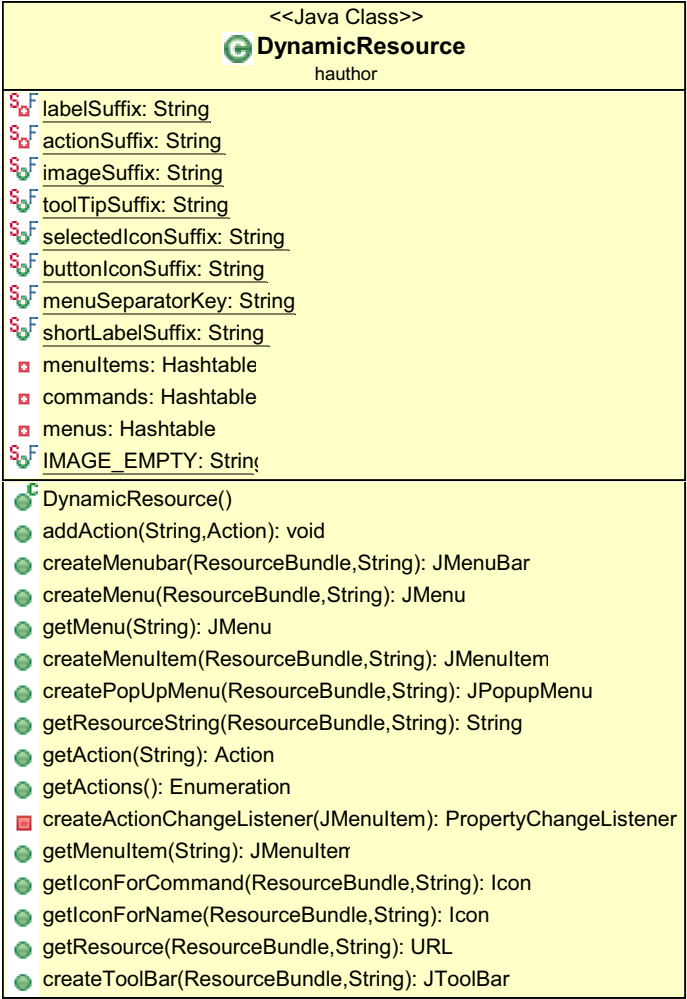 <<Java Class>>
C DynamicResource
hauthor
S F labelSuffix: String
S F actionSuffix: String
S F imageSuffix: String
S F toolTipSuffix: String
S F selectedIconSuffix: String
S F buttonIconSuffix: String
S F menuSeparatorKey: String
S F shortLabelSuffix: String
menuItems: Hashtable
commands: Hashtable
menus: Hashtable
S F IMAGE_EMPTY: String
C DynamicResource()
addAction(String,Action): void
createMenubar(ResourceBundle,String): JMenuBar
createMenu(ResourceBundle,String): JMenu
getMenu(String): JMenu
createMenuItem(ResourceBundle,String): JMenuItem
createPopUpMenu(ResourceBundle,String): JPopupMenu
getResourceString(ResourceBundle,String): String
getAction(String): Action
getActions(): Enumeration
createActionChangeListener(JMenuItem): PropertyChangeListener
getMenuItem(String): JMenuItem
getIconForCommand(ResourceBundle,String): Icon
getIconForName(ResourceBundle,String): Icon
getResource(ResourceBundle,String): URL
createToolBar(ResourceBundle,String): JToolBar